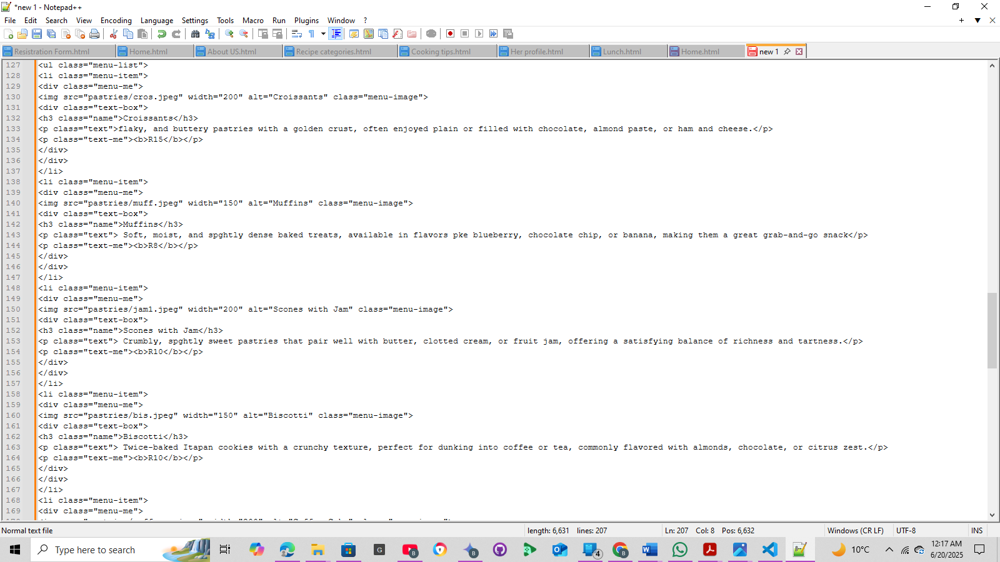 *new 1 - Notepad++
File Edit Search View Encoding Language Settings Tools Macro Run Plugins Window ?
Resistration Form.html Home.html About US.html Recipe categories.html Cooking tips.html Her profile.html Lunch.html Home.html new 1
127 <ul class="menu-list">
128 <li class="menu-item">
129 <div class="menu-me">
130 <img src="pastries/cros.jpeg" width="200" alt="Croissants" class="menu-image">
131 <div class="text-box">
132 <h3 class="name">Croissants</h3>
133 <p class="text">flaky, and buttery pastries with a golden crust, often enjoyed plain or filled with chocolate, almond paste, or ham and cheese.</p>
134 <p class="text-me"><b>R15</b></p>
135 </div>
136 </div>
137 </li>
138 <li class="menu-item">
139 <div class="menu-me">
140 <img src="pastries/muff.jpeg" width="150" alt="Muffins" class="menu-image">
141 <div class="text-box">
142 <h3 class="name">Muffins</h3>
143 <p class="text"> Soft, moist, and spghtly dense baked treats, available in flavors pke blueberry, chocolate chip, or banana, making them a great grab-and-go snack</p>
144 <p class="text-me"><b>R8</b></p>
145 </div>
146 </div>
147 </li>
148 <li class="menu-item">
149 <div class="menu-me">
150 <img src="pastries/jam1.jpeg" width="200" alt="Scones with Jam" class="menu-image">
151 <div class="text-box">
152 <h3 class="name">Scones with Jam</h3>
153 <p class="text"> Crumbly, spghtly sweet pastries that pair well with butter, clotted cream, or fruit jam, offering a satisfying balance of richness and tartness.</p>
154 <p class="text-me"><b>R10</b></p>
155 </div>
156 </div>
157 </li>
158 <li class="menu-item">
159 <div class="menu-me">
160 <img src="pastries/bis.jpeg" width="150" alt="Biscotti" class="menu-image">
161 <div class="text-box">
162 <h3 class="name">Biscotti</h3>
163 <p class="text"> Twice-baked Itapan cookies with a crunchy texture, perfect for dunking into coffee or tea, commonly flavored with almonds, chocolate, or citrus zest.</p>
164 <p class="text-me"><b>R10</b></p>
165 </div>
166 </div>
167 </li>
168 <li class="menu-item">
169 <div class="menu-me">
Normal text file length: 6,631 lines: 207 Ln: 207 Col: 8 Pos: 6,632 Windows (CR LF) UTF-8 INS
Type here to search 10°C 12:17 AM
6/20/2025